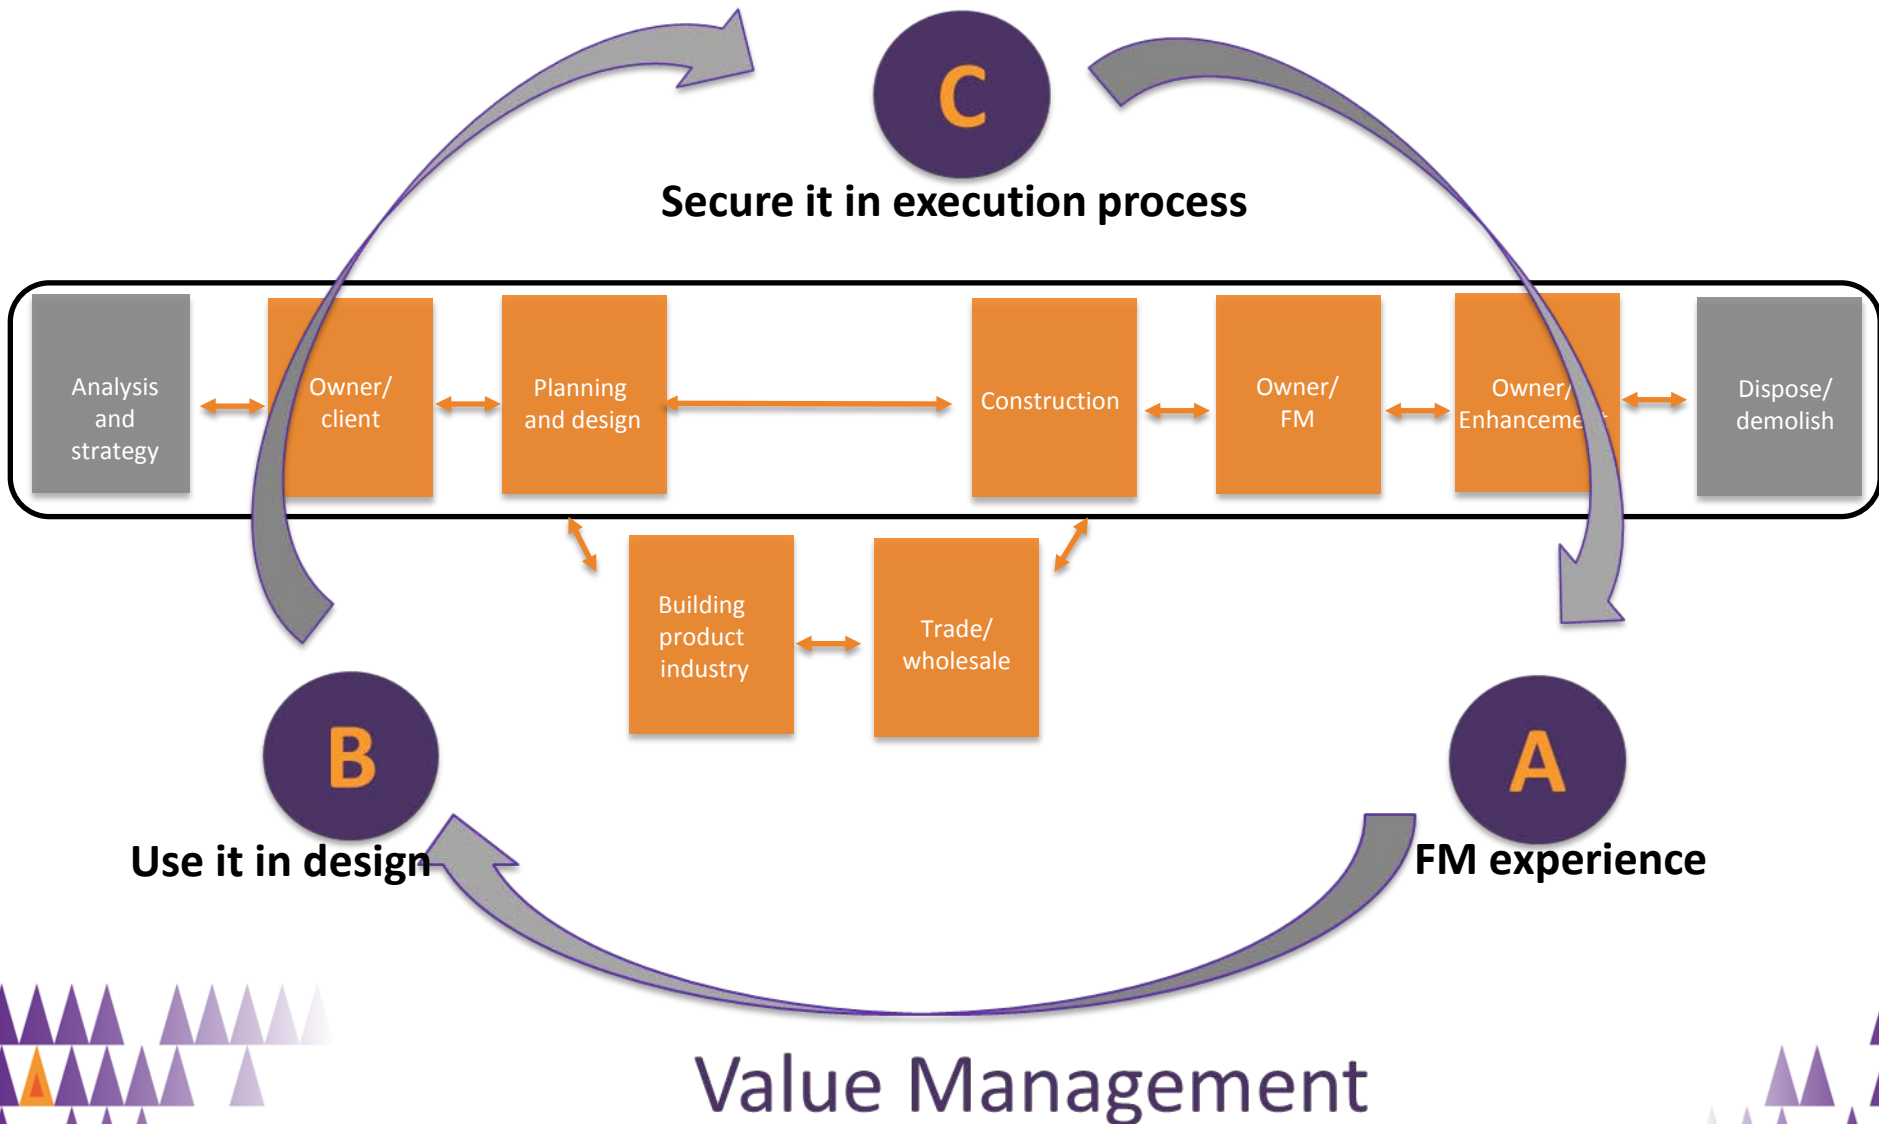 C
Secure it in execution process
Analysis
and
strategy
Owner/
client
Planning
and design
Construction
Owner/
FM
Owner/
Enhancement
Dispose/
demolish
Building
product
industry
Trade/
wholesale
B
Use it in design
A
FM experience
Value Management